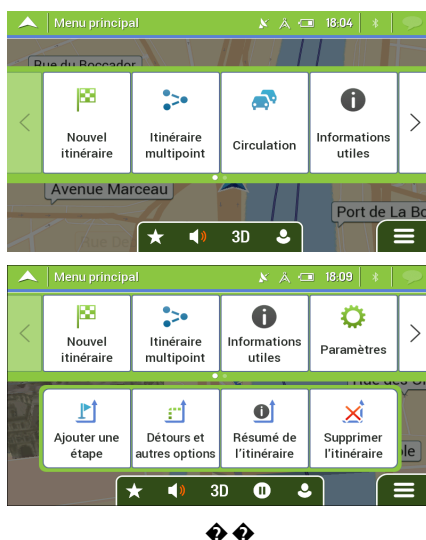 Menu principal 18:04
Rue du Boccador
Nouvel
itinéraire
Itinéraire
multipoint
Circulation
Informations
utiles
Avenue Marceau
Port de La Bo
3D
Menu principal 18:09
Nouvel
itinéraire
Itinéraire
multipoint
Informations
utiles
Paramètres
Ajouter une
étape
Détours et
autres options
Résumé de
l'itinéraire
Supprimer
l'itinéraire
3D
��